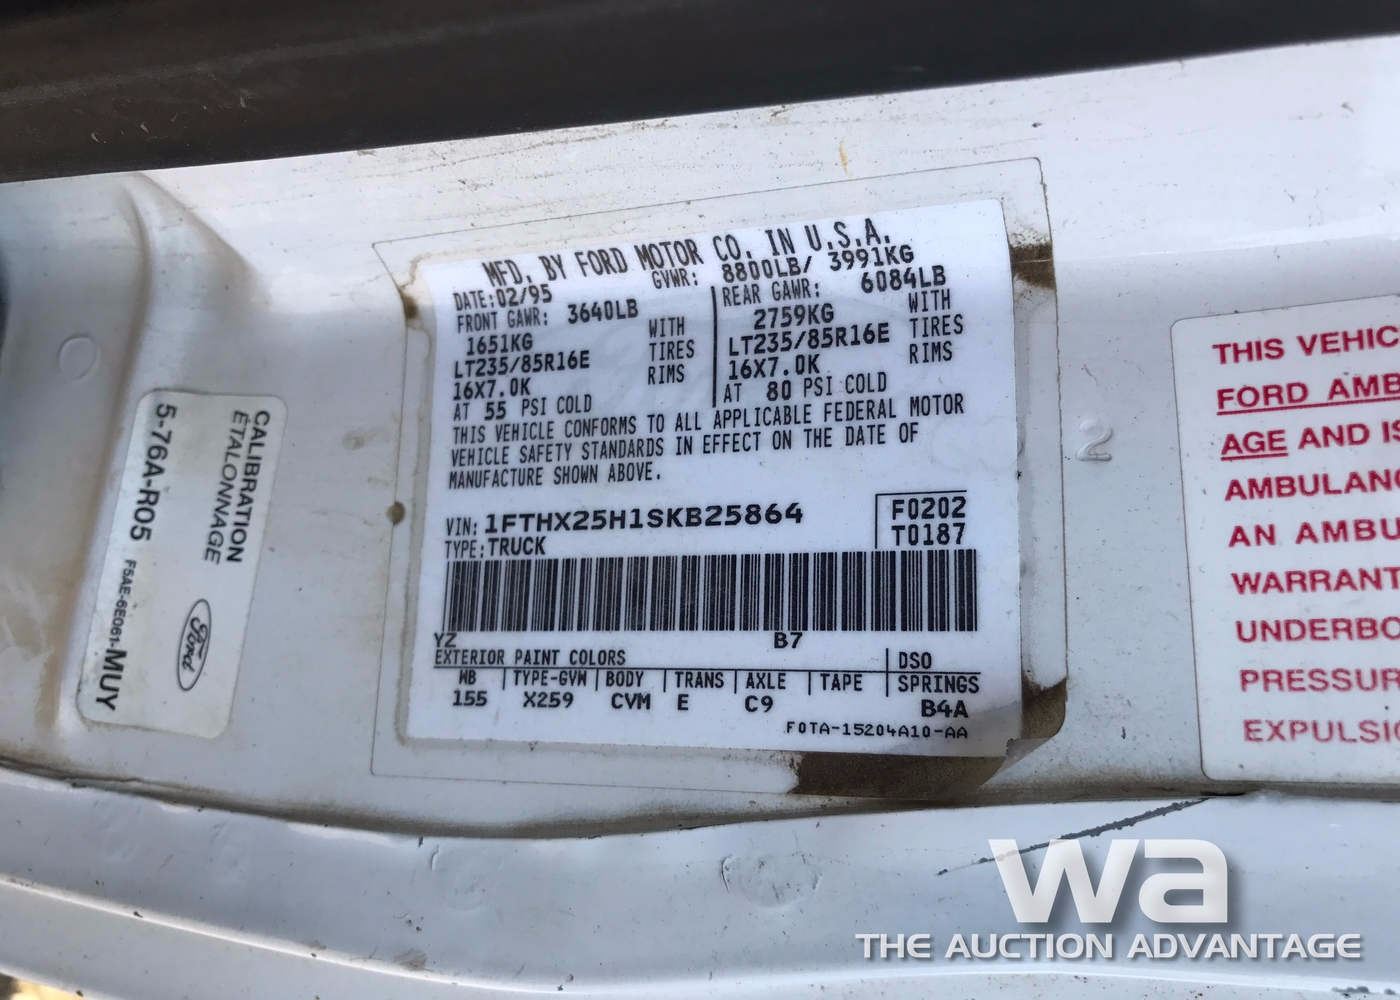 MFD. BY FORD MOTOR CO. IN U.S.A.
DATE: 02/95
GVWR: 8800LB/ 3991KG
FRONT GAWR: 3640LB
1651KG WITH
LT235/85R16E TIRES
16X7.0K RIMS
AT 55 PSI COLD
REAR GAWR: 6084LB
2759KG WITH
LT235/85R16E TIRES
16X7.0K RIMS
AT 80 PSI COLD
THIS VEHICLE CONFORMS TO ALL APPLICABLE FEDERAL MOTOR
VEHICLE SAFETY STANDARDS IN EFFECT ON THE DATE OF
MANUFACTURE SHOWN ABOVE.
VIN: 1FTHX25H1SKB25864
TYPE: TRUCK
F0202
T0187
YZ B7
EXTERIOR PAINT COLORS DSO
WB TYPE-GVW BODY TRANS AXLE TAPE SPRINGS
155 X259 CVM E C9 B4A
F0TA-15204A10-AA
CALIBRATION
ÉTALONNAGE
5-76A-R05
F5AE-6E061-MUY
Ford
2
THIS VEHIC
FORD AMB
AGE AND IS
AMBULANC
AN AMBU
WARRANT
UNDERBO
PRESSUR
EXPULSIO
wa
THE AUCTION ADVANTAGE